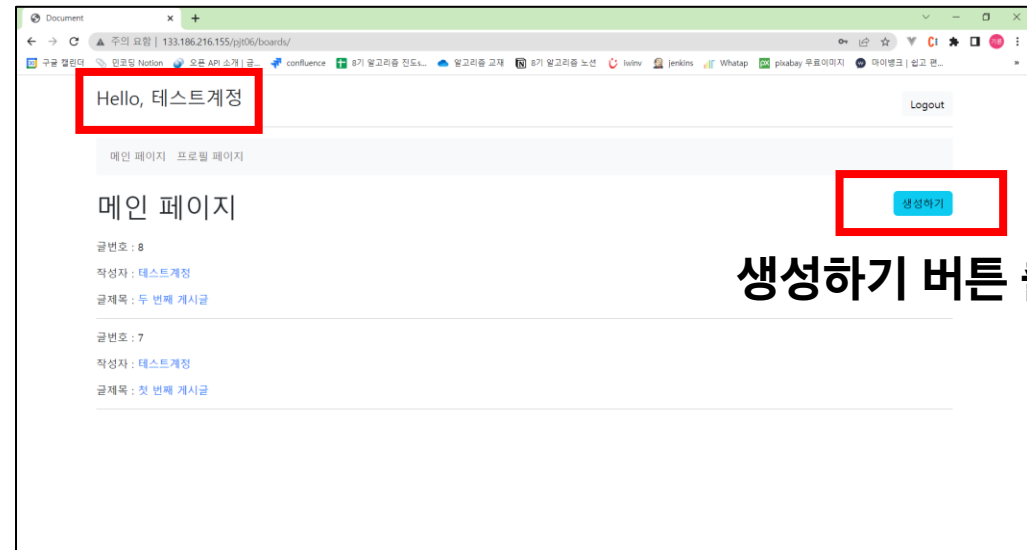 Document
주의 요함 | 133.186.216.155/pjt06/boards/
구글 캘린더 민코딩 Notion 오픈 API 소개 | 글... confluence 8기 알고리즘 진도s... 알고리즘 교재 8기 알고리즘 노션 iwinv jenkins Whatap pixabay 무료이미지 마이뱅크 | 쉽고 편...
Hello, 테스트계정
Logout
메인 페이지 프로필 페이지
메인 페이지
생성하기
글번호 : 8
작성자 : 테스트계정
생성하기 버튼
글제목 : 두 번째 게시글
글번호 : 7
작성자 : 테스트계정
글제목 : 첫 번째 게시글